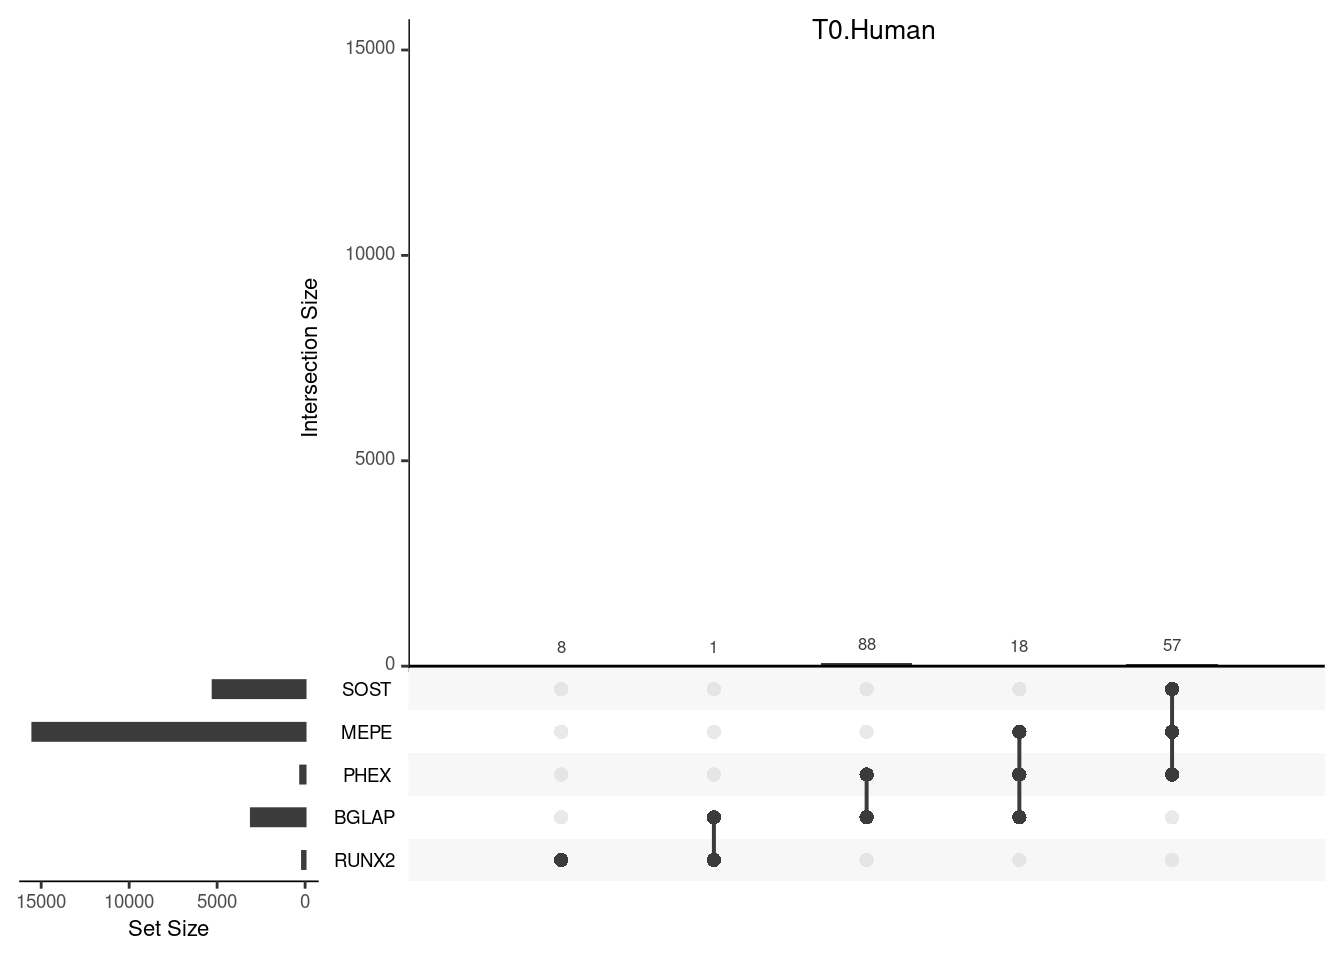 T0.Human
15000
10000
5000
0
Intersection Size
8 1 88 18 57
SOST
MEPE
PHEX
BGLAP
RUNX2
15000 10000 5000 0
Set Size